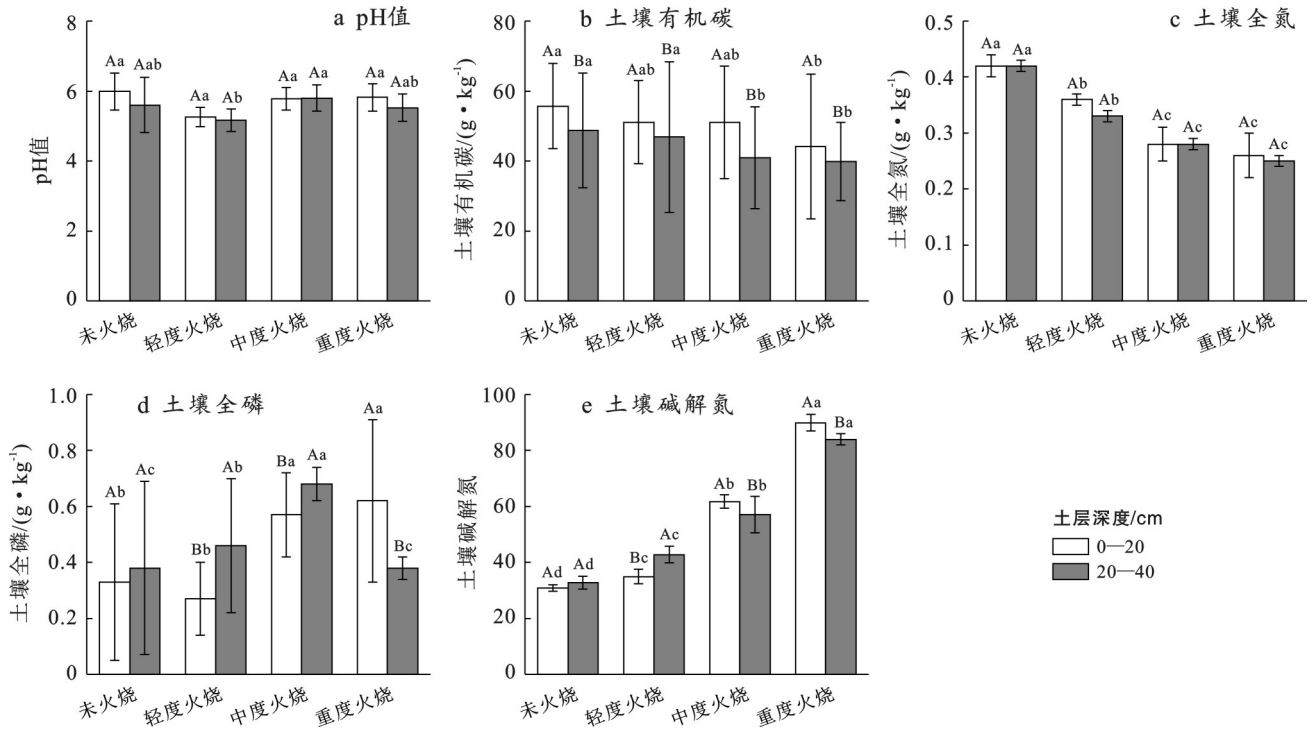 a pH值
pH值
8
6
4
2
0
Aa
Aab
Aa
Ab
Aa
Aa
Aa
Aab
未火烧
轻度火烧
中度火烧
重度火烧
b 土壤有机碳
土壤有机碳/(g•kg⁻¹)
80
60
40
20
0
Aa
Ba
Aab
Ba
Aab
Bb
Ab
Bb
未火烧
轻度火烧
中度火烧
重度火烧
c 土壤全氮
土壤全氮/(g•kg⁻¹)
0.5
0.4
0.3
0.2
0.1
0
Aa
Aa
Ab
Ab
Ac
Ac
Ac
Ac
未火烧
轻度火烧
中度火烧
重度火烧
d 土壤全磷
土壤全磷/(g•kg⁻¹)
1.0
0.8
0.6
0.4
0.2
0
Ab
Ac
Bb
Ab
Ba
Aa
Aa
Bc
未火烧
轻度火烧
中度火烧
重度火烧
e 土壤碱解氮
土壤碱解氮
100
80
60
40
20
0
Ad
Ad
Bc
Ac
Ab
Bb
Aa
Ba
未火烧
轻度火烧
中度火烧
重度火烧
土层深度/cm
0—20
20—40